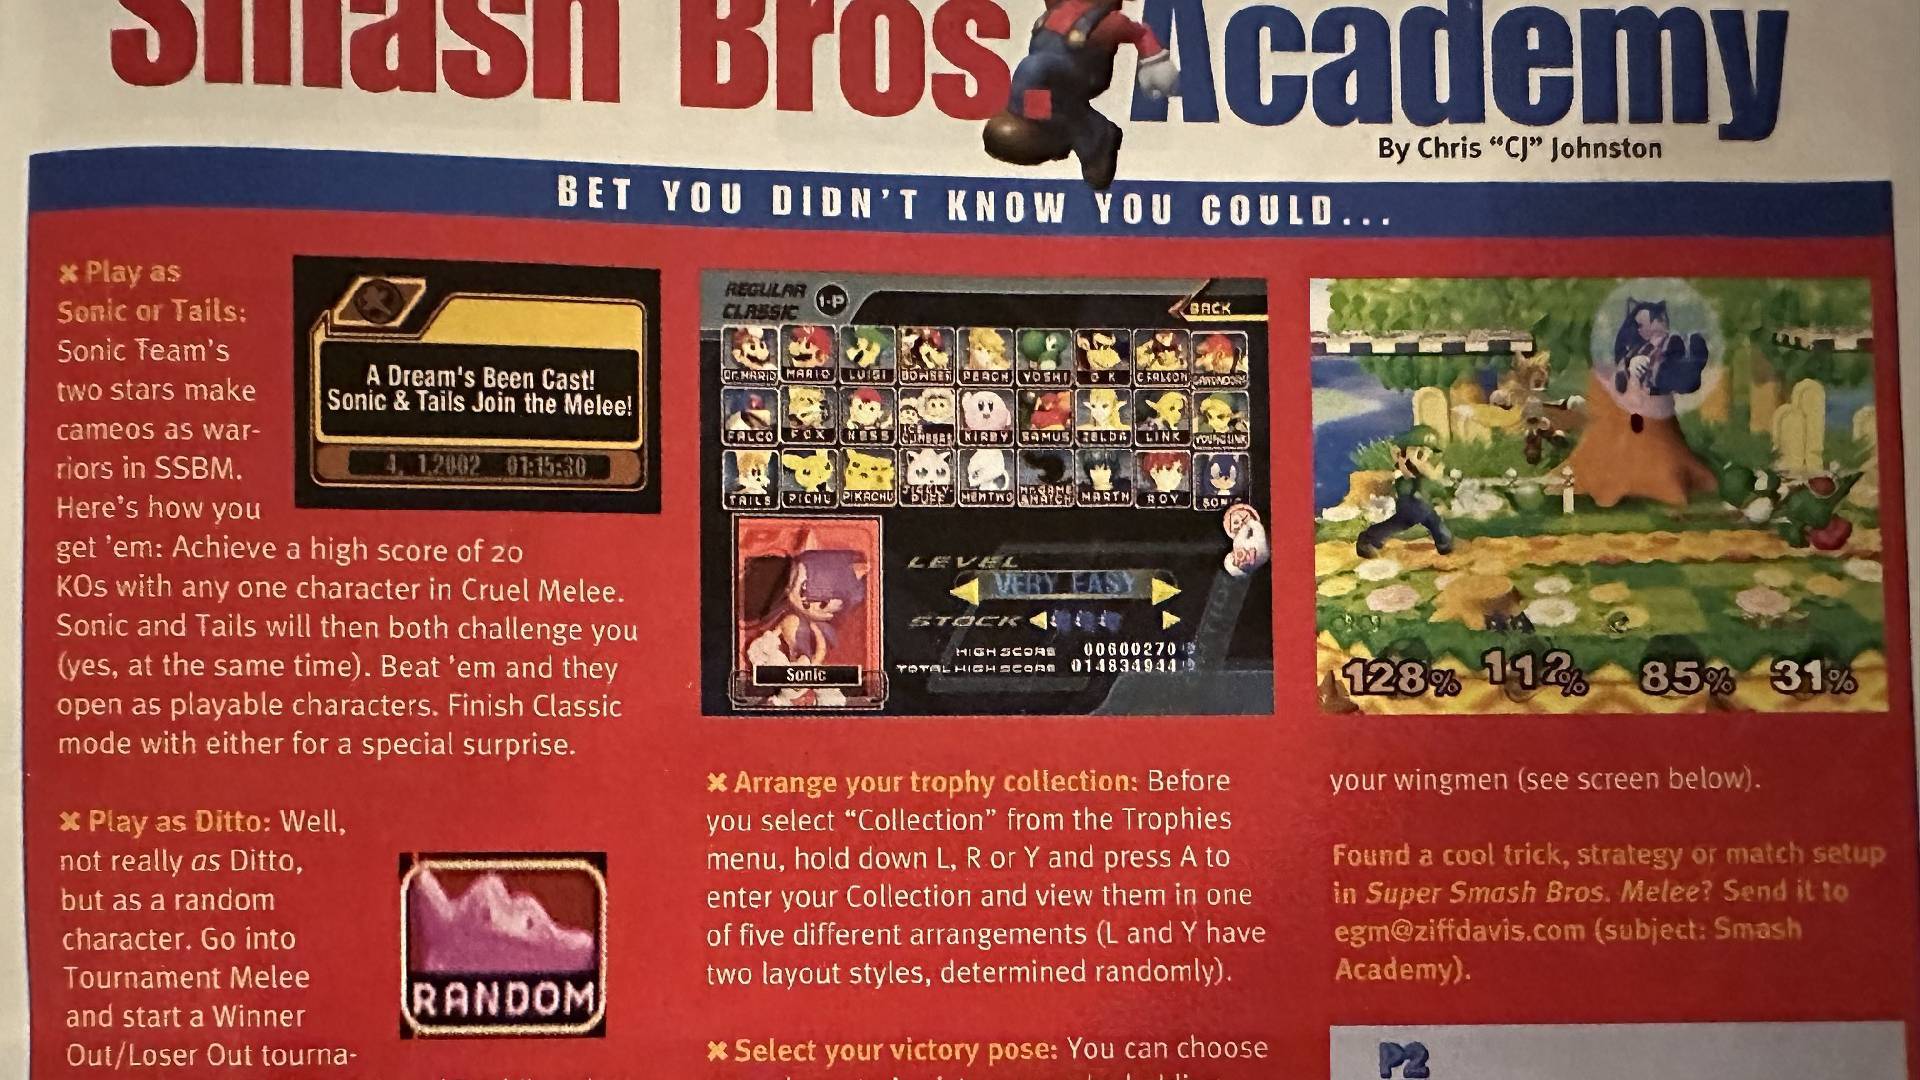 Smash Bros Academy
By Chris “CJ” Johnston
BET YOU DIDN'T KNOW YOU COULD...
✖ Play as
Sonic or Tails:
Sonic Team's
two stars make
cameos as war-
riors in SSBM.
Here's how you
get 'em: Achieve a high score of 20
KOs with any one character in Cruel Melee.
Sonic and Tails will then both challenge you
(yes, at the same time). Beat 'em and they
open as playable characters. Finish Classic
mode with either for a special surprise.
A Dream's Been Cast!
Sonic & Tails Join the Melee!
4. 1.2002 01:15:30
✖ Play as Ditto: Well,
not really as Ditto,
but as a random
character. Go into
Tournament Melee
and start a Winner
Out/Loser Out tourna-
RANDOM
REGULAR
CLASSIC
1-P
BACK
DR.MARIO MARIO LUIGI BOWSER PEACH YOSHI D K C.FALCON GANONDORF
FALCO FOX NESS ICE CLIMBERS KIRBY SAMUS ZELDA LINK YOUNG LINK
TAILS PICHU PIKACHU JIGGLYPUFF MEWTWO MR.GAME & WATCH MARTH ROY SONIC
LEVEL
VERY EASY
STOCK
HIGH SCORE 00600270
TOTAL HIGH SCORE 014834944
Sonic
✖ Arrange your trophy collection: Before
you select “Collection” from the Trophies
menu, hold down L, R or Y and press A to
enter your Collection and view them in one
of five different arrangements (L and Y have
two layout styles, determined randomly).
✖ Select your victory pose: You can choose
128% 112% 85% 31%
your wingmen (see screen below).
Found a cool trick, strategy or match setup
in Super Smash Bros. Melee? Send it to
egm@ziffdavis.com (subject: Smash
Academy).
P2